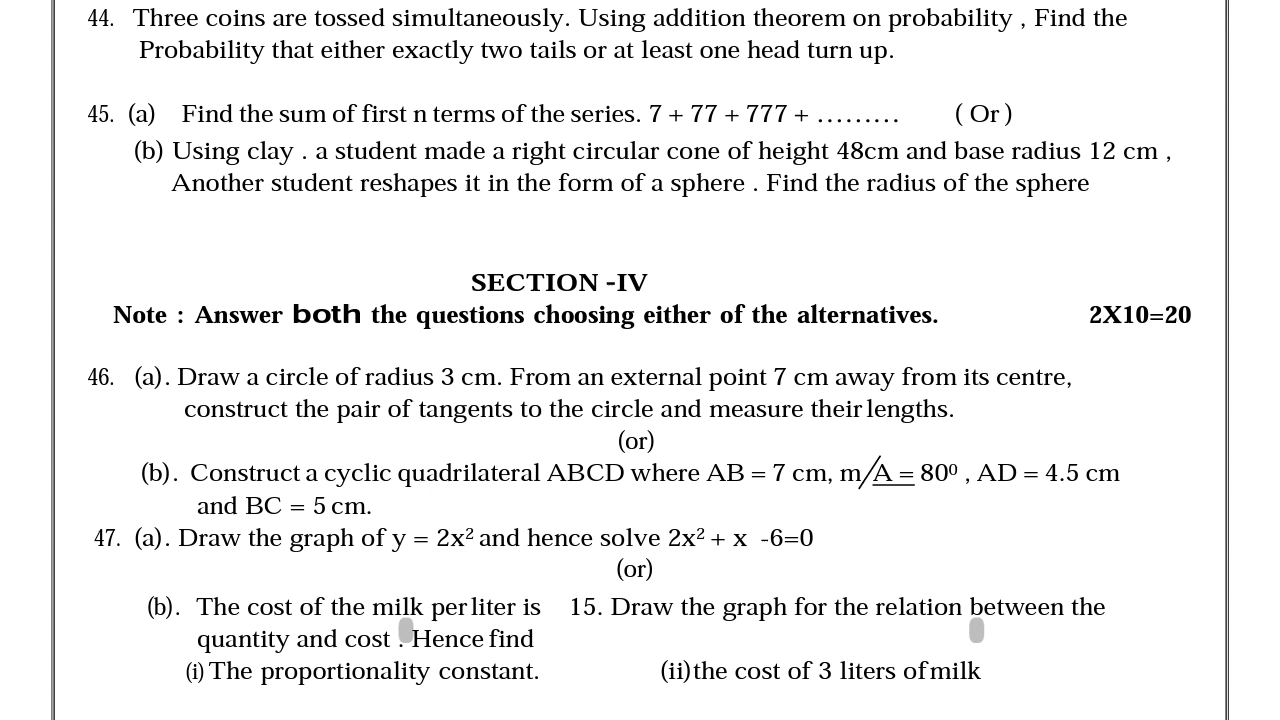 44. Three coins are tossed simultaneously. Using addition theorem on probability , Find the
Probability that either exactly two tails or at least one head turn up.
45. (a) Find the sum of first n terms of the series. 7 + 77 + 777 + ......... ( Or )
(b) Using clay . a student made a right circular cone of height 48cm and base radius 12 cm ,
Another student reshapes it in the form of a sphere . Find the radius of the sphere
SECTION -IV
Note : Answer both the questions choosing either of the alternatives. 2X10=20
46. (a). Draw a circle of radius 3 cm. From an external point 7 cm away from its centre,
construct the pair of tangents to the circle and measure their lengths.
(or)
(b). Construct a cyclic quadrilateral ABCD where AB = 7 cm, m∠A = 80⁰ , AD = 4.5 cm
and BC = 5 cm.
47. (a). Draw the graph of y = 2x² and hence solve 2x² + x -6=0
(or)
(b). The cost of the milk per liter is 15. Draw the graph for the relation between the
quantity and cost . Hence find
(i) The proportionality constant. (ii)the cost of 3 liters of milk